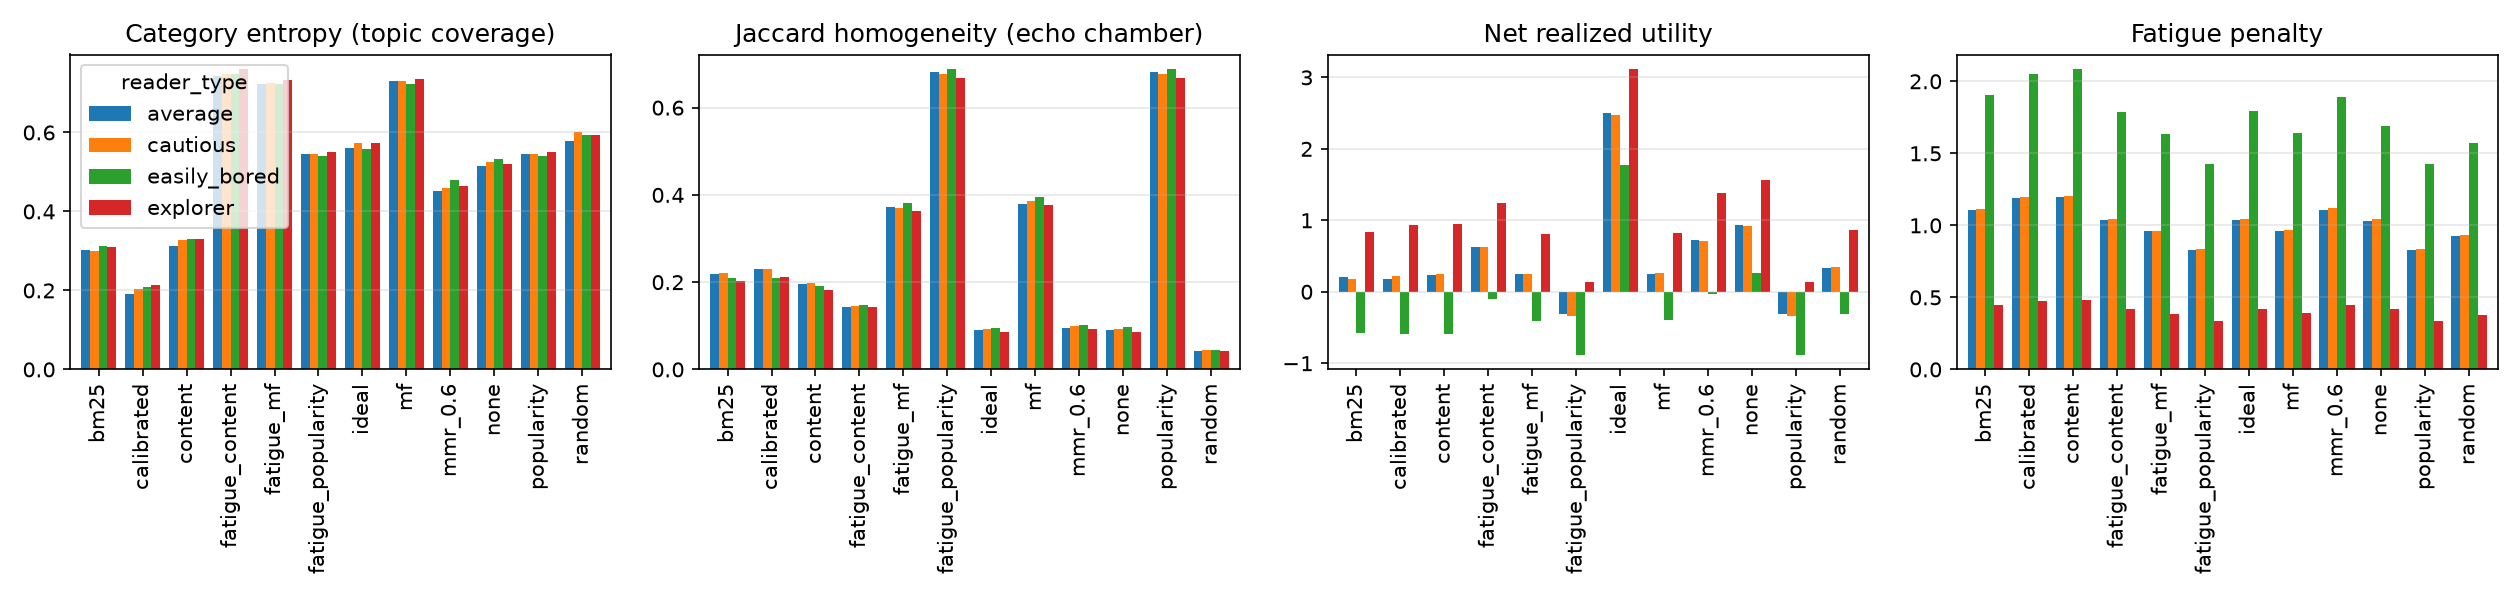 Category entropy (topic coverage)
reader_type
average
cautious
easily_bored
explorer
0.6
0.4
0.2
0.0
bm25
calibrated
content
fatigue_content
fatigue_mf
fatigue_popularity
ideal
mf
mmr_0.6
none
popularity
random
Jaccard homogeneity (echo chamber)
0.6
0.4
0.2
0.0
bm25
calibrated
content
fatigue_content
fatigue_mf
fatigue_popularity
ideal
mf
mmr_0.6
none
popularity
random
Net realized utility
3
2
1
0
−1
bm25
calibrated
content
fatigue_content
fatigue_mf
fatigue_popularity
ideal
mf
mmr_0.6
none
popularity
random
Fatigue penalty
2.0
1.5
1.0
0.5
0.0
bm25
calibrated
content
fatigue_content
fatigue_mf
fatigue_popularity
ideal
mf
mmr_0.6
none
popularity
random